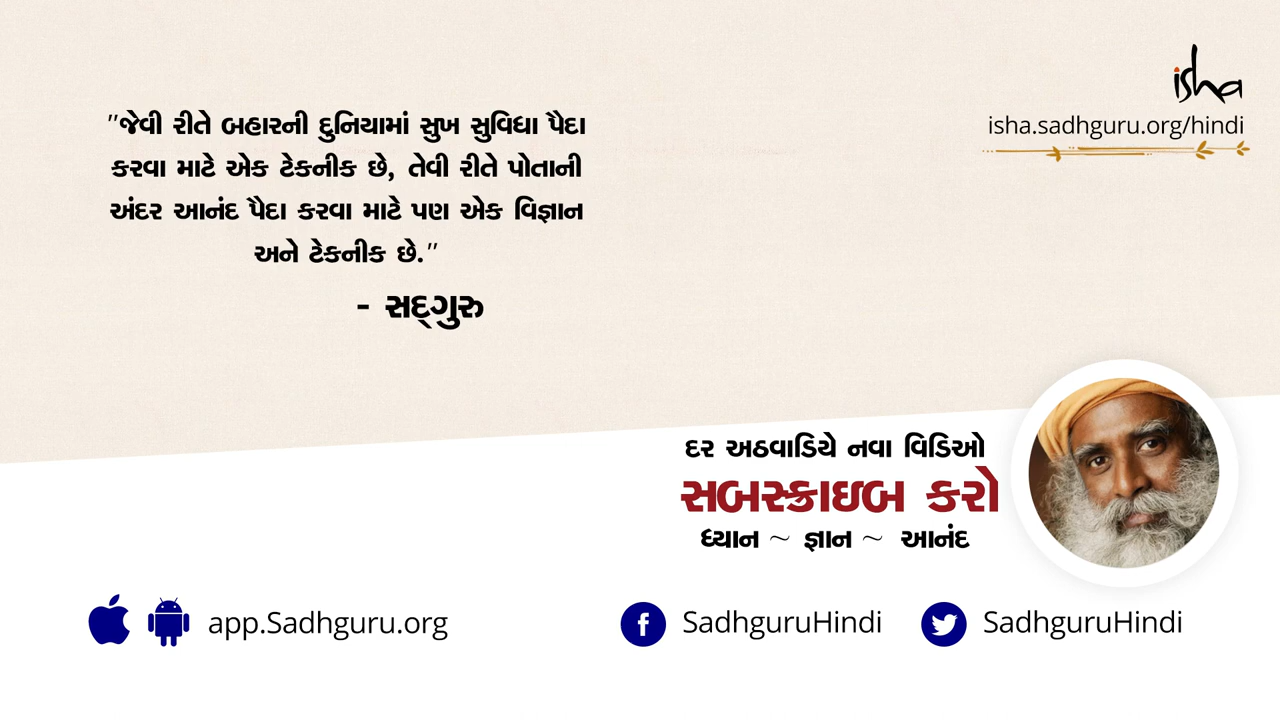 "જેવી રીતે બહારની દુનિયામાં સુખ સુવિધા પૈદા
કરવા માટે એક ટેકનીક છે, તેવી રીતે પોતાની
અંદર આનંદ પૈદા કરવા માટે પણ એક વિજ્ઞાન
અને ટેકનીક છે."
- સદ્‌ગુરુ
isha
isha.sadhguru.org/hindi
દર અઠવાડિયે નવા વિડિઓ
સબસ્ક્રાઇબ કરો
ધ્યાન ~ જ્ઞાન ~ આનંદ
app.Sadhguru.org
SadhguruHindi
SadhguruHindi